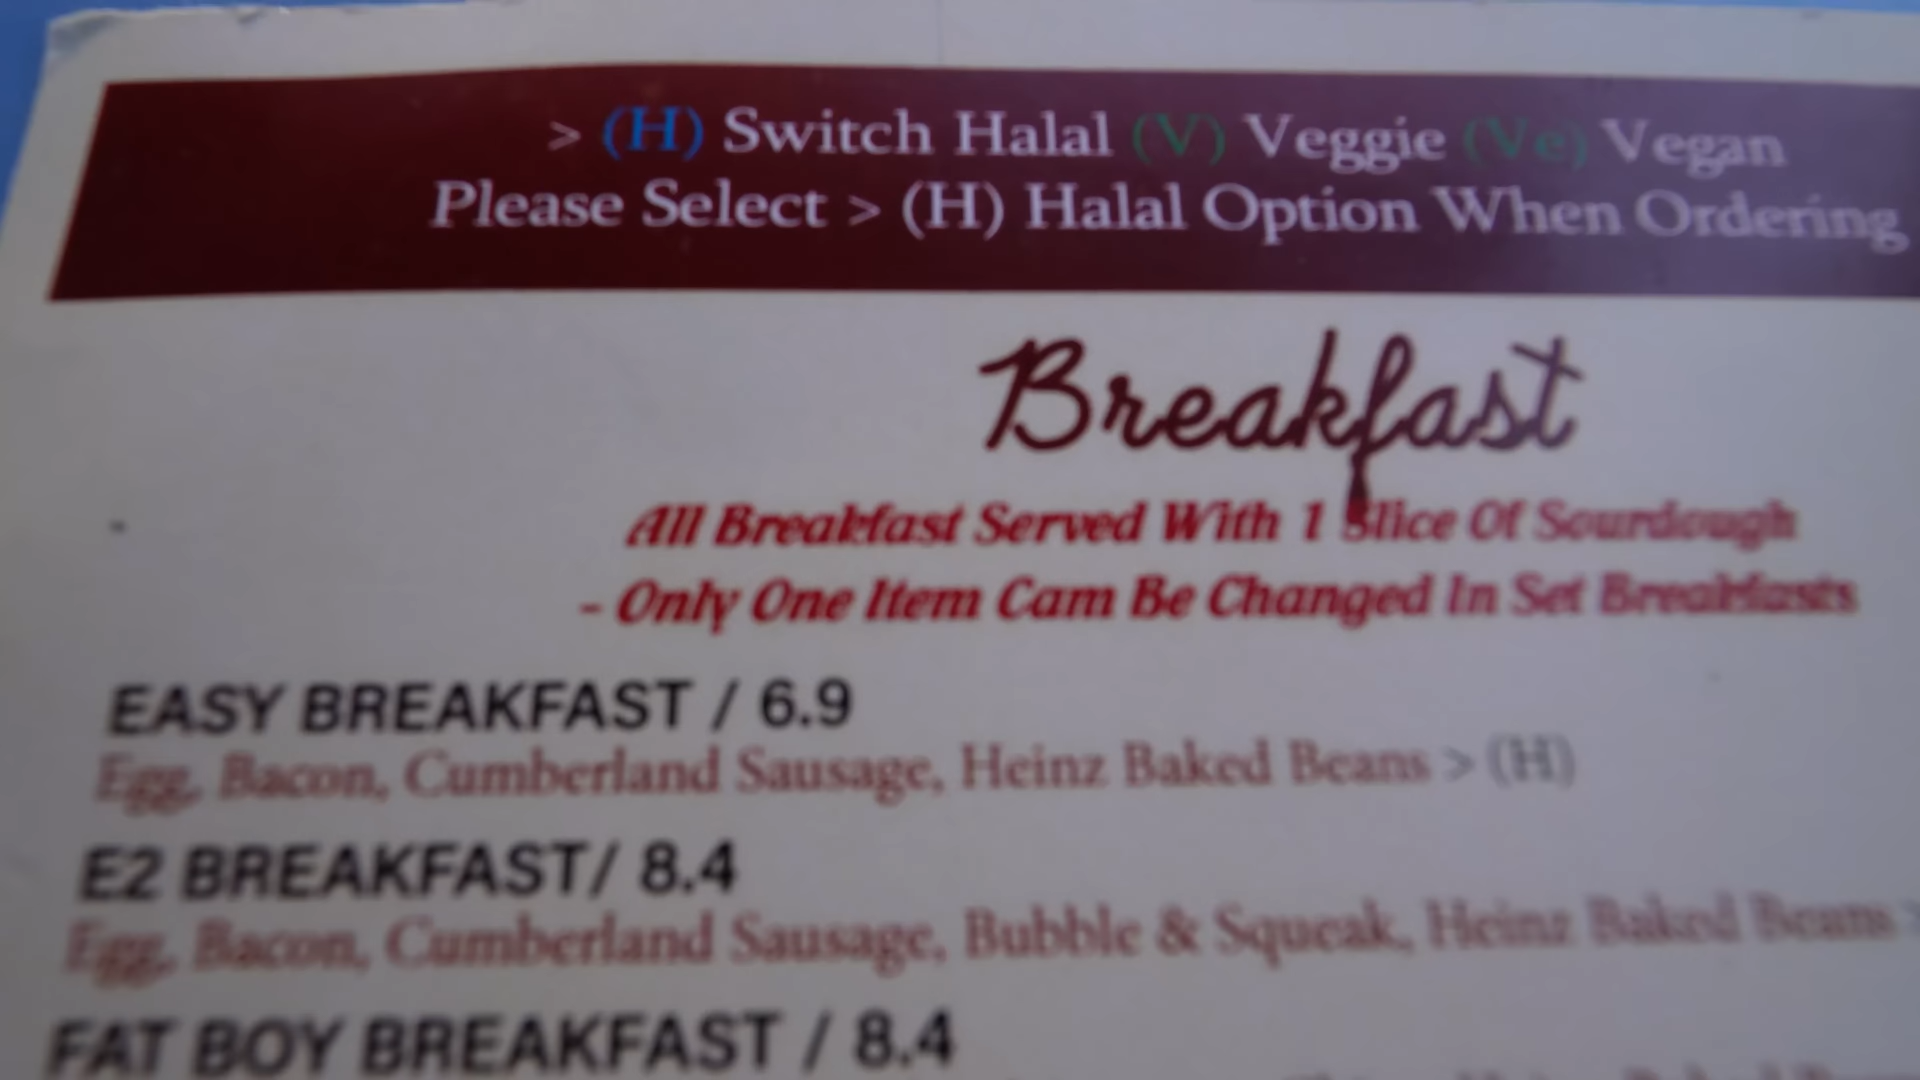 > (H) Switch Halal (V) Veggie (Ve) Vegan
Please Select > (H) Halal Option When Ordering
Breakfast
All Breakfast Served With 1 Slice Of Sourdough
- Only One Item Cam Be Changed In Set Breakfasts
EASY BREAKFAST / 6.9
Egg, Bacon, Cumberland Sausage, Heinz Baked Beans > (H)
E2 BREAKFAST/ 8.4
Egg, Bacon, Cumberland Sausage, Bubble & Squeak, Heinz Baked Beans >
FAT BOY BREAKFAST / 8.4